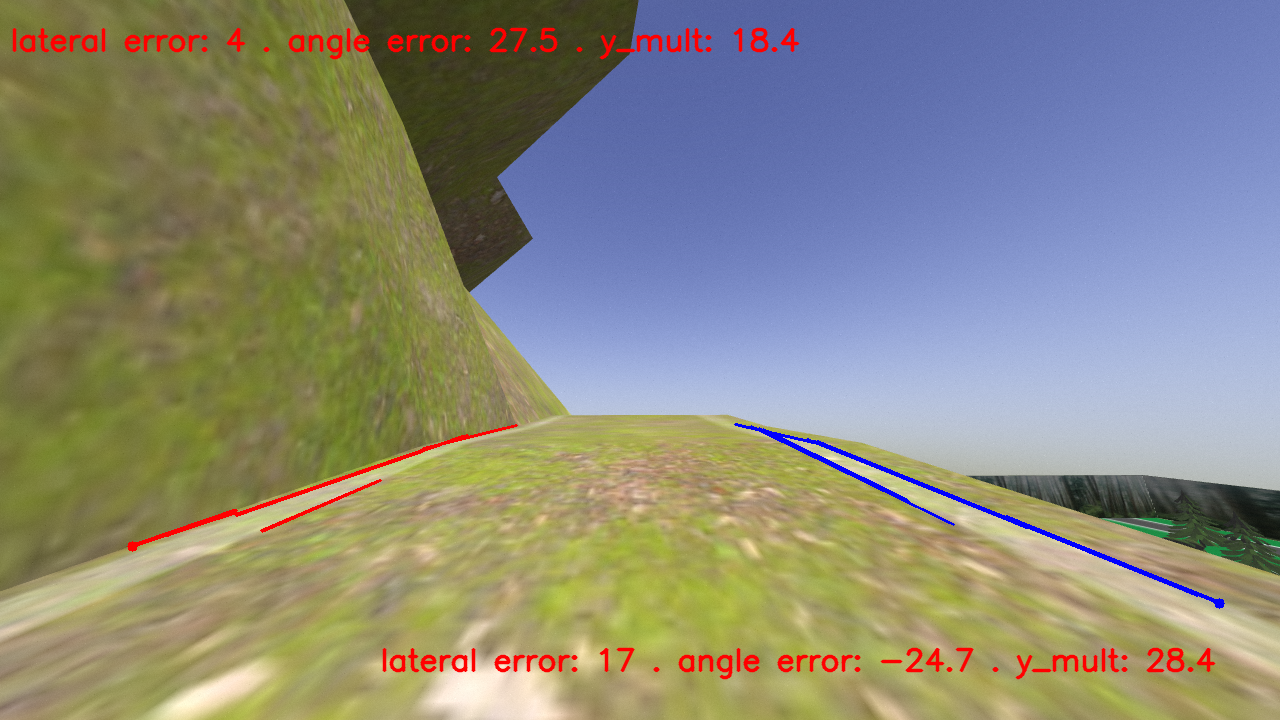 lateral error: 4 . angle error: 27.5 . y_mult: 18.4
lateral error: 17 . angle error: -24.7 . y_mult: 28.4